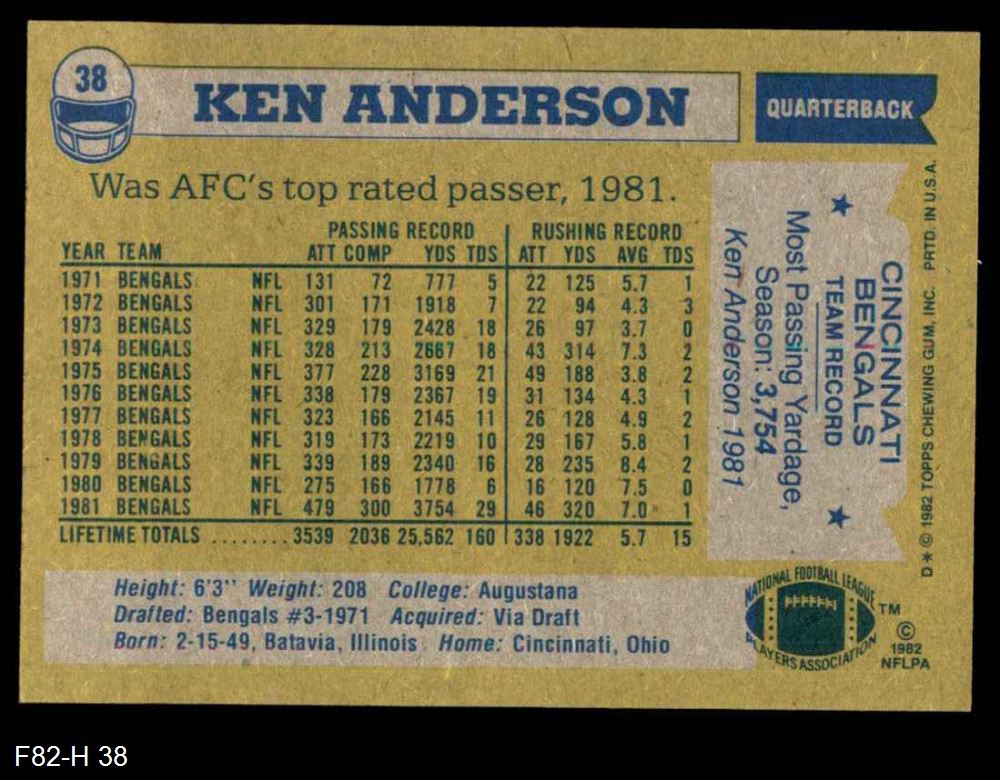 38
KEN ANDERSON
QUARTERBACK
Was AFC's top rated passer, 1981.
PASSING RECORD RUSHING RECORD
YEAR TEAM ATT COMP YDS TDS ATT YDS AVG TDS
1971 BENGALS NFL 131 72 777 5 22 125 5.7 1
1972 BENGALS NFL 301 171 1918 7 22 94 4.3 3
1973 BENGALS NFL 329 179 2428 18 26 97 3.7 0
1974 BENGALS NFL 328 213 2667 18 43 314 7.3 2
1975 BENGALS NFL 377 228 3169 21 49 188 3.8 2
1976 BENGALS NFL 338 179 2367 19 31 134 4.3 1
1977 BENGALS NFL 323 166 2145 11 26 128 4.9 2
1978 BENGALS NFL 319 173 2219 10 29 167 5.8 1
1979 BENGALS NFL 339 189 2340 16 28 235 8.4 2
1980 BENGALS NFL 275 166 1778 6 16 120 7.5 0
1981 BENGALS NFL 479 300 3754 29 46 320 7.0 1
LIFETIME TOTALS ........ 3539 2036 25,562 160 338 1922 5.7 15
Height: 6'3" Weight: 208 College: Augustana
Drafted: Bengals #3-1971 Acquired: Via Draft
Born: 2-15-49, Batavia, Illinois Home: Cincinnati, Ohio
CINCINNATI
BENGALS
TEAM RECORD
Most Passing Yardage,
Season: 3,754
Ken Anderson-1981
D* © 1982 TOPPS CHEWING GUM, INC. PRTD. IN U.S.A.
NATIONAL FOOTBALL LEAGUE
PLAYERS ASSOCIATION
TM
©
1982
NFLPA
F82-H 38